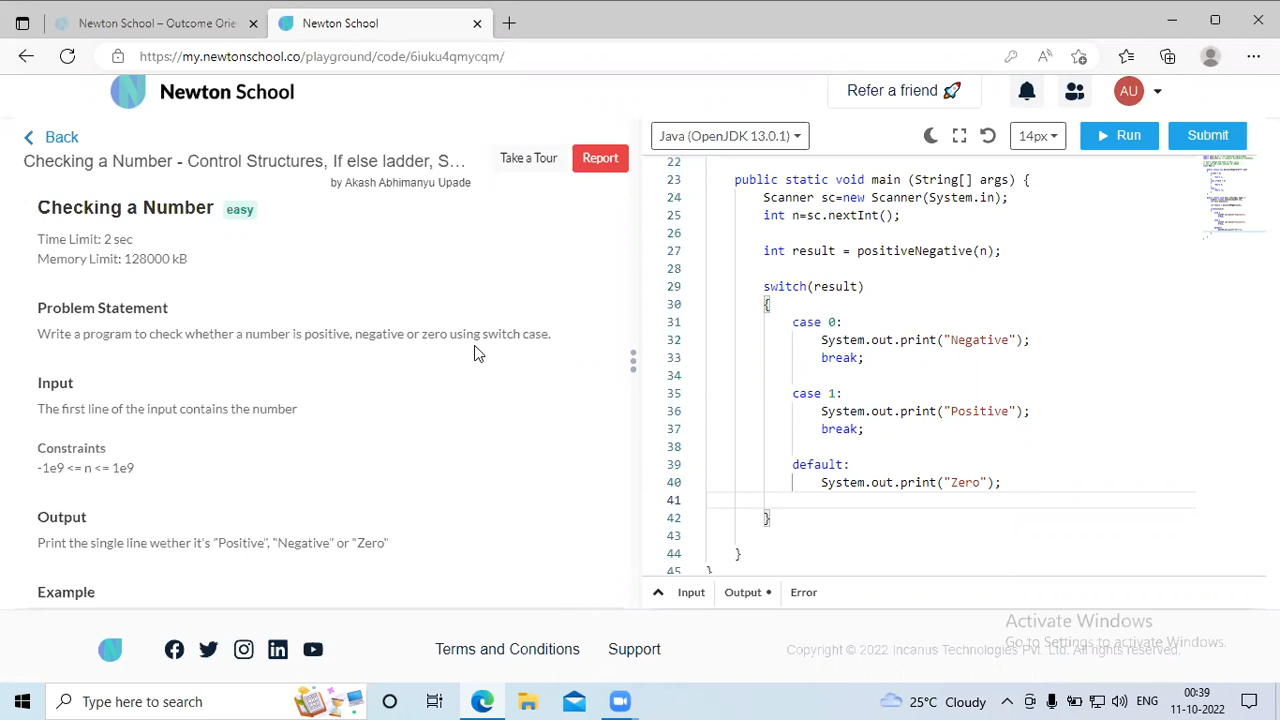 Newton School – Outcome Orie
Newton School
https://my.newtonschool.co/playground/code/6iuku4qmycqm/
Newton School
Refer a friend
AU
Back
Checking a Number - Control Structures, If else ladder, S...
by Akash Abhimanyu Upade
Take a Tour
Report
Checking a Number easy
Time Limit: 2 sec
Memory Limit: 128000 kB
Problem Statement
Write a program to check whether a number is positive, negative or zero using switch case.
Input
The first line of the input contains the number
Constraints
-1e9 <= n <= 1e9
Output
Print the single line wether it's "Positive", "Negative" or "Zero"
Example
Java (OpenJDK 13.0.1)
14px
Run
Submit
22
23 public static void main (String[] args) {
24 Scanner sc=new Scanner(System.in);
25 int n=sc.nextInt();
26
27 int result = positiveNegative(n);
28
29 switch(result)
30 {
31 case 0:
32 System.out.print("Negative");
33 break;
34
35 case 1:
36 System.out.print("Positive");
37 break;
38
39 default:
40 System.out.print("Zero");
41
42 }
43
44 }
45 }
Input
Output
Error
Activate Windows
Go to Settings to activate Windows.
Terms and Conditions
Support
Copyright © 2022 Incanus Technologies Pvt. Ltd. All rights reserved.
Type here to search
25°C Cloudy
ENG
00:39
11-10-2022